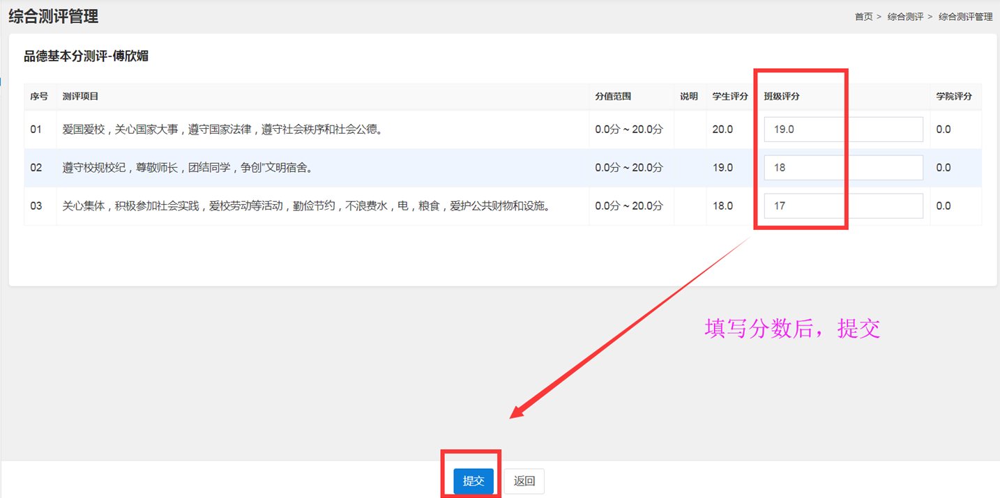 综合测评管理
首页 > 综合测评 > 综合测评管理
品德基本分测评-傅欣媚
序号 测评项目 分值范围 说明 学生评分 班级评分 学院评分
01 爱国爱校，关心国家大事，遵守国家法律，遵守社会秩序和社会公德。 0.0分 ~ 20.0分 20.0 19.0 0.0
02 遵守校规校纪，尊敬师长，团结同学，争创"文明宿舍。 0.0分 ~ 20.0分 19.0 18 0.0
03 关心集体，积极参加社会实践，爱校劳动等活动，勤俭节约，不浪费水，电，粮食，爱护公共财物和设施。 0.0分 ~ 20.0分 18.0 17 0.0
填写分数后，提交
提交 返回